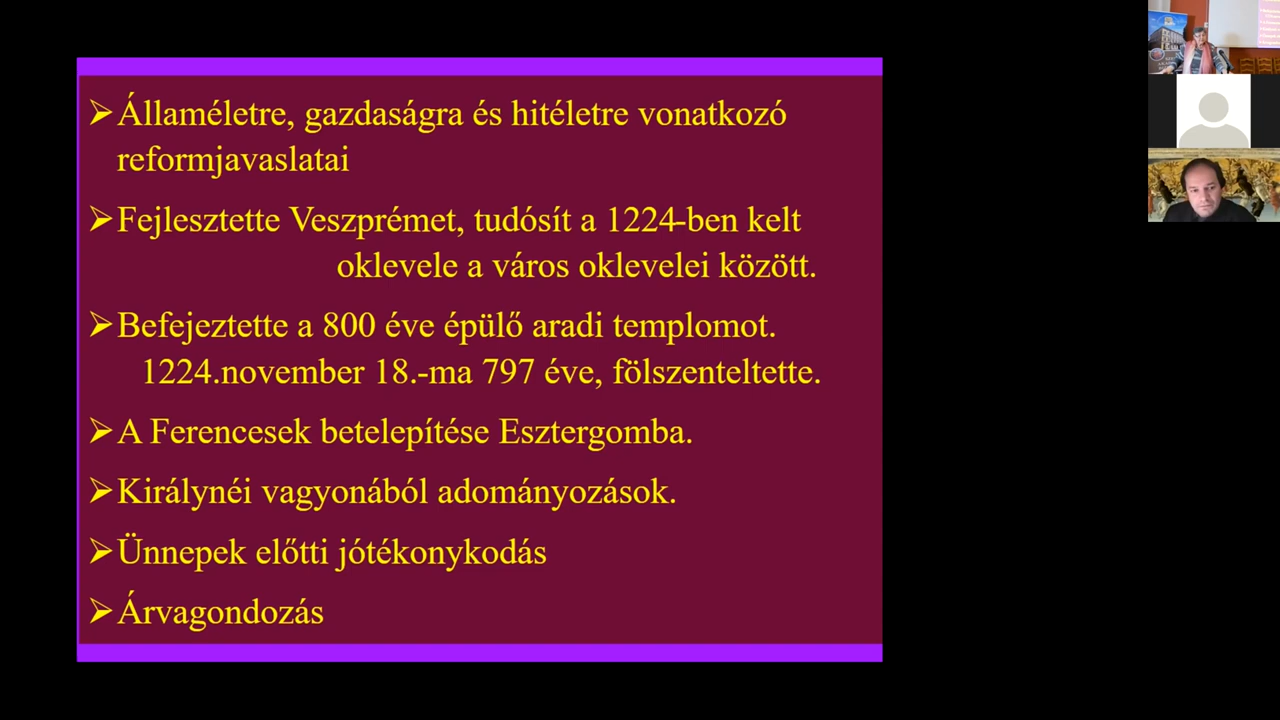 ➢Államéletre, gazdaságra és hitéletre vonatkozó
reformjavaslatai
➢Fejlesztette Veszprémet, tudósít a 1224-ben kelt
oklevele a város oklevelei között.
➢Befejeztette a 800 éve épülő aradi templomot.
1224.november 18.-ma 797 éve, fölszenteltette.
➢A Ferencesek betelepítése Esztergomba.
➢Királynéi vagyonából adományozások.
➢Ünnepek előtti jótékonykodás
➢Árvagondozás